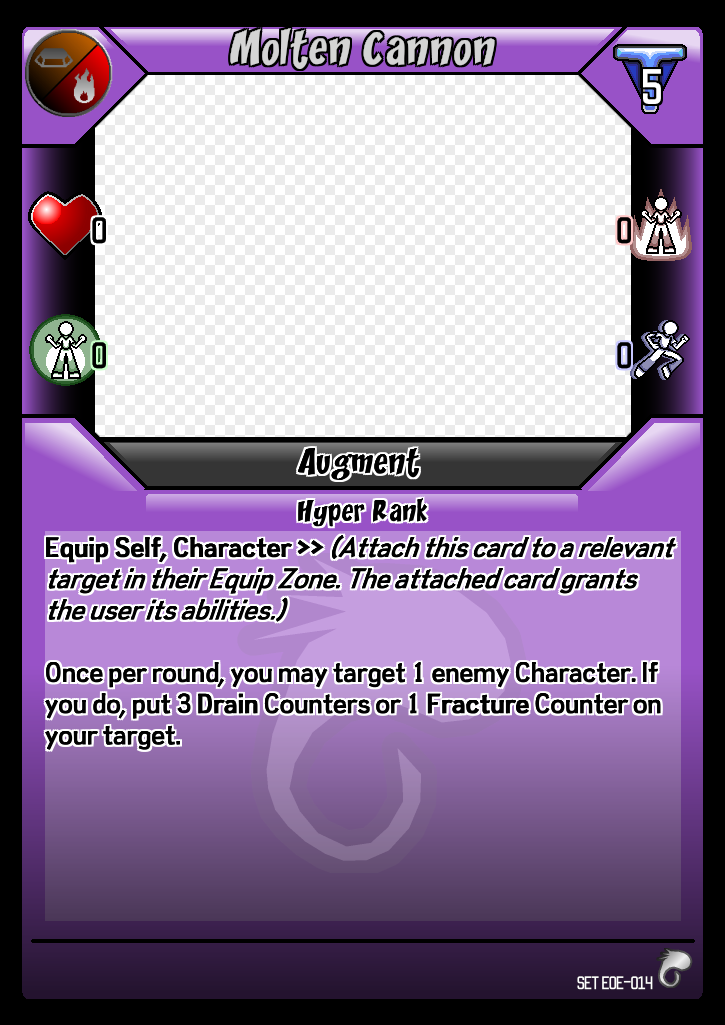 Molten Cannon
5
0
0
0
0
Augment
Hyper Rank
Equip Self, Character >> (Attach this card to a relevant
target in their Equip Zone. The attached card grants
the user its abilities.)
Once per round, you may target 1 enemy Character. If
you do, put 3 Drain Counters or 1 Fracture Counter on
your target.
SET EOE-014